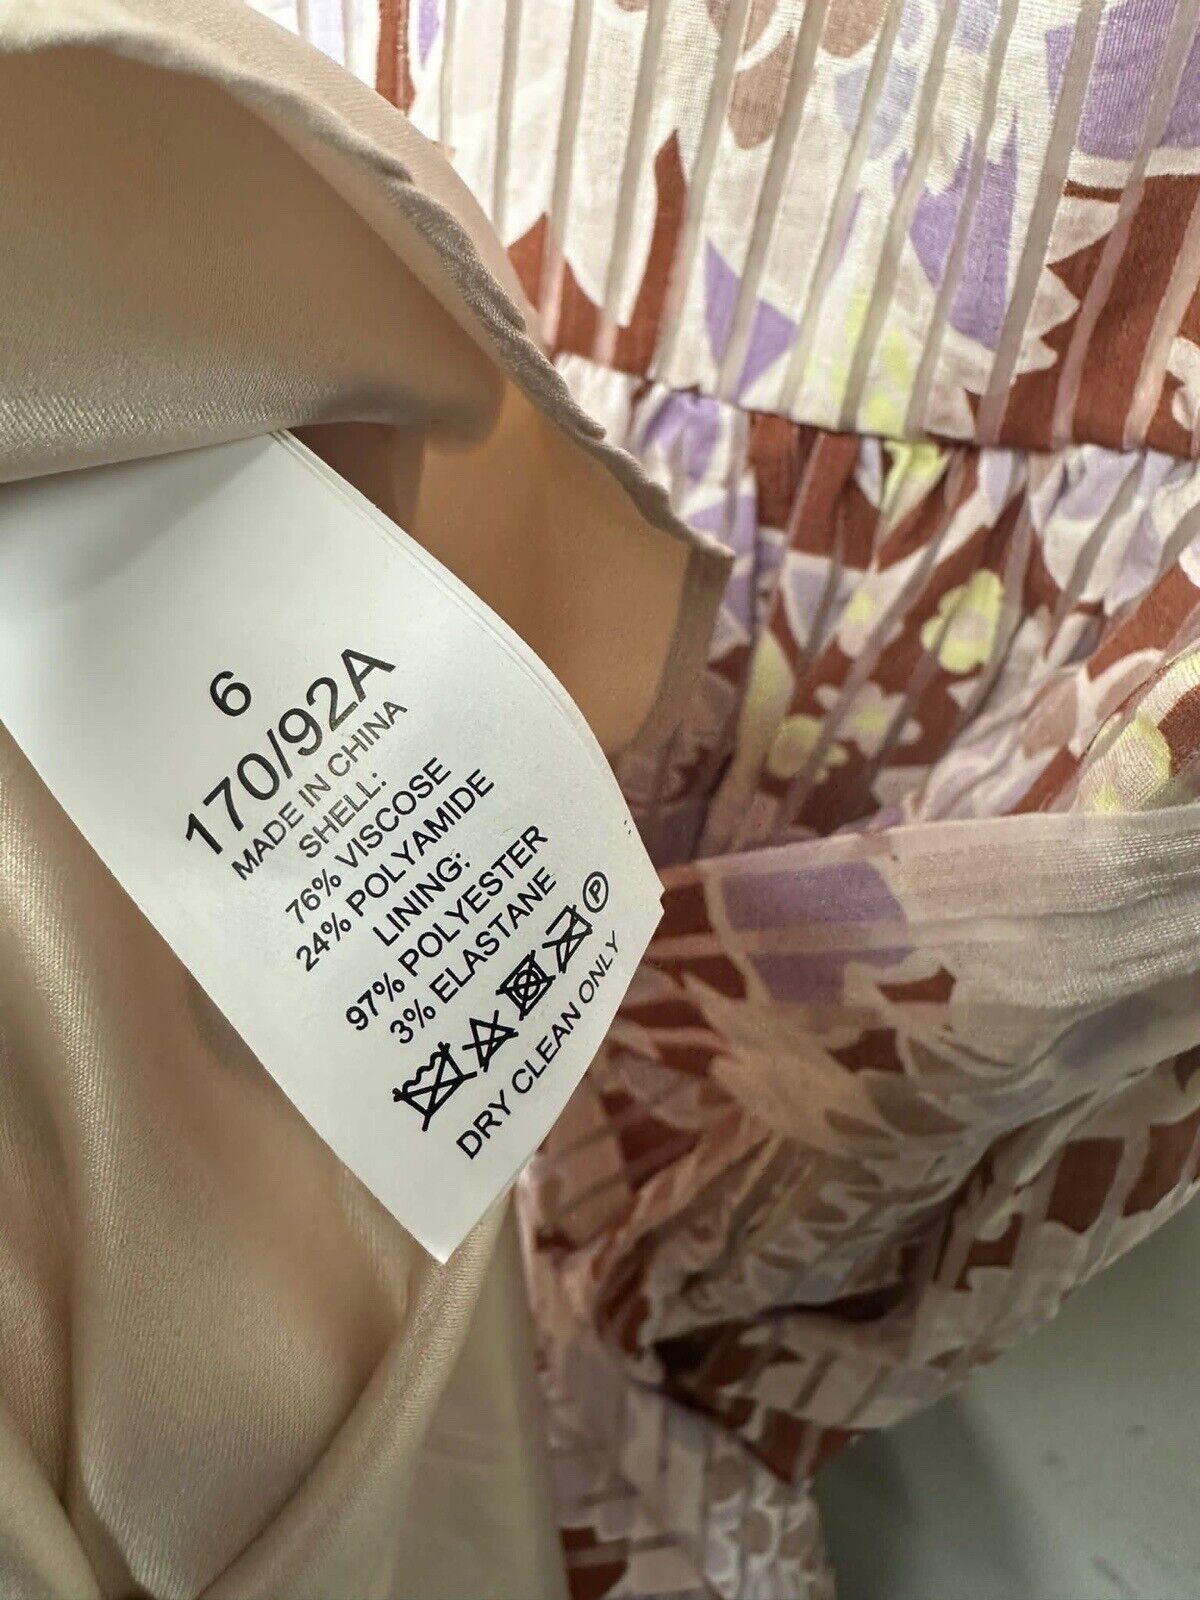 6
170/92A
MADE IN CHINA
SHELL:
76% VISCOSE
24% POLYAMIDE
LINING:
97% POLYESTER
3% ELASTANE
P
DRY CLEAN ONLY